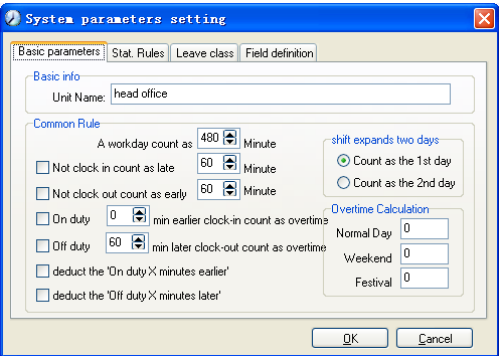 System parameters setting
Basic parameters Stat. Rules Leave class Field definition
Basic info
Unit Name: head office
Common Rule
A workday count as 480 Minute
Not clock in count as late 60 Minute
Not clock out count as early 60 Minute
On duty 0 min earlier clock-in count as overtime
Off duty 60 min later clock-out count as overtime
deduct the 'On duty X minutes earlier'
deduct the 'Off duty X minutes later'
shift expands two days
Count as the 1st day
Count as the 2nd day
Overtime Calculation
Normal Day 0
Weekend 0
Festival 0
OK Cancel